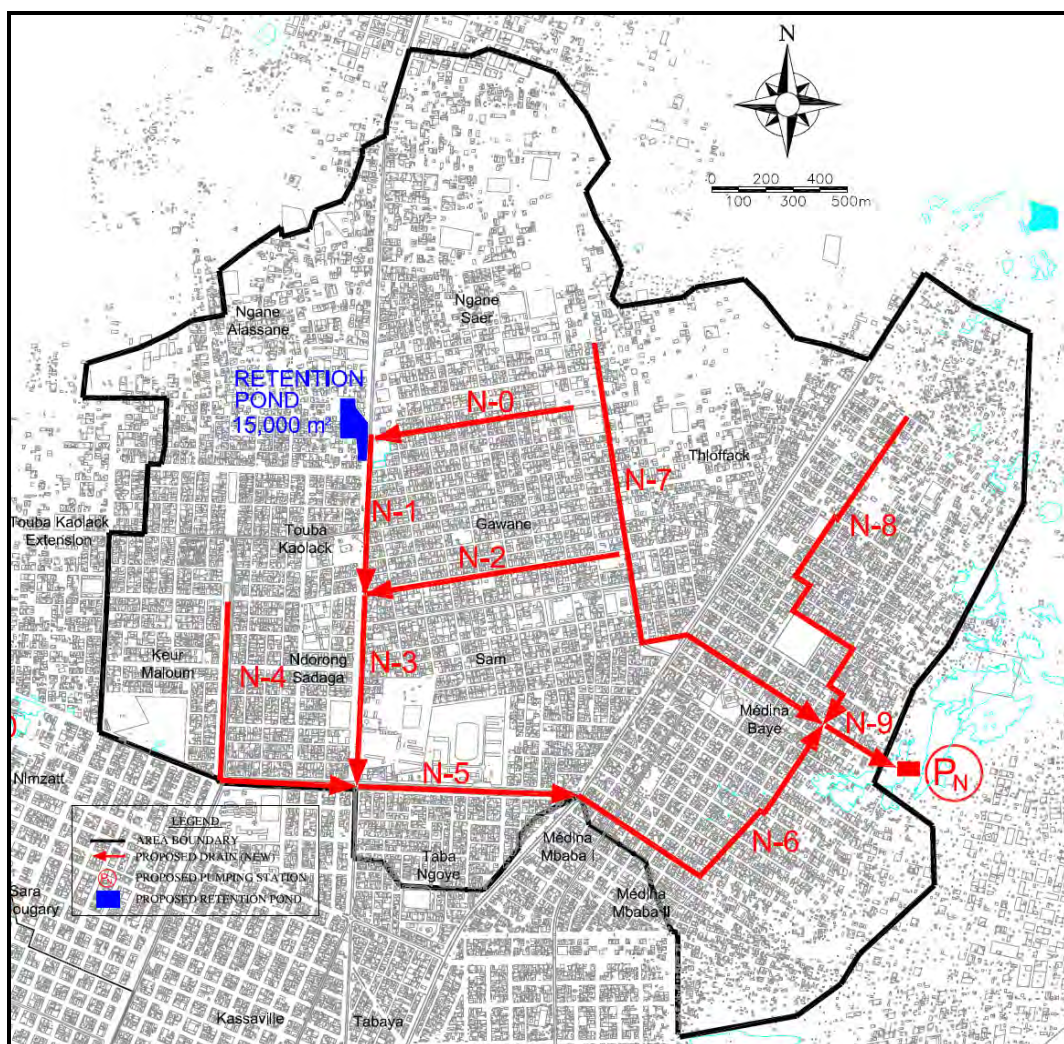 N
0 200 400
100 300 500m
Ngane
Saer
Ngane
Alassane
RETENTION
POND
15,000 m²
N-0
Thioffack
N-7
N-8
N-1
Gawane
Touba Kaolack
Extension
Touba
Kaolack
N-2
Keur
Maloum
N-4
Ndorong
Sadaga
N-3
Sam
Médina
Baye
N-9
PN
Nimzatt
N-5
N-6
LEGEND
AREA BOUNDARY
PROPOSED DRAIN (NEW)
PROPOSED PUMPING STATION
PROPOSED RETENTION POND
Médina
Mbaba I
Taba
Ngoye
Médina
Mbaba II
Sara
ougary
Kassaville
Tabaya